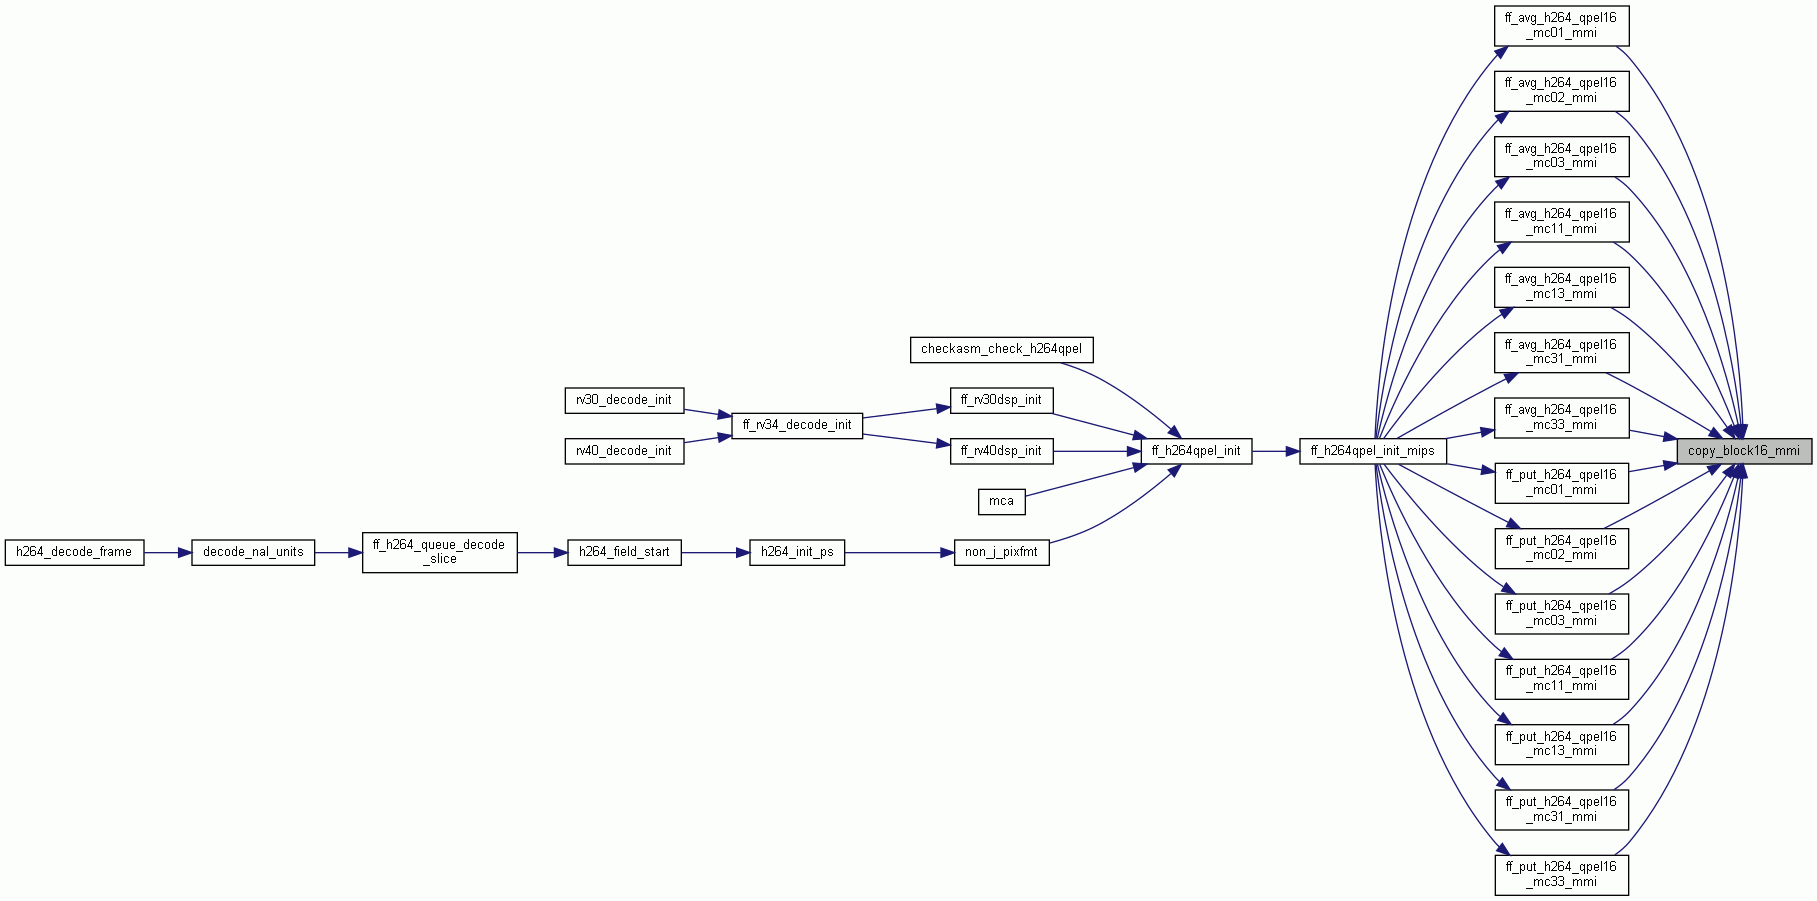 ff_avg_h264_qpel16
_mc01_mmi
ff_avg_h264_qpel16
_mc02_mmi
ff_avg_h264_qpel16
_mc03_mmi
ff_avg_h264_qpel16
_mc11_mmi
ff_avg_h264_qpel16
_mc13_mmi
checkasm_check_h264qpel
ff_avg_h264_qpel16
_mc31_mmi
rv30_decode_init
ff_rv34_decode_init
rv40_decode_init
ff_rv30dsp_init
ff_rv40dsp_init
ff_h264qpel_init
ff_h264qpel_init_mips
ff_avg_h264_qpel16
_mc33_mmi
copy_block16_mmi
ff_put_h264_qpel16
_mc01_mmi
mca
h264_decode_frame
decode_nal_units
ff_h264_queue_decode
_slice
h264_field_start
h264_init_ps
non_j_pixfmt
ff_put_h264_qpel16
_mc02_mmi
ff_put_h264_qpel16
_mc03_mmi
ff_put_h264_qpel16
_mc11_mmi
ff_put_h264_qpel16
_mc13_mmi
ff_put_h264_qpel16
_mc31_mmi
ff_put_h264_qpel16
_mc33_mmi